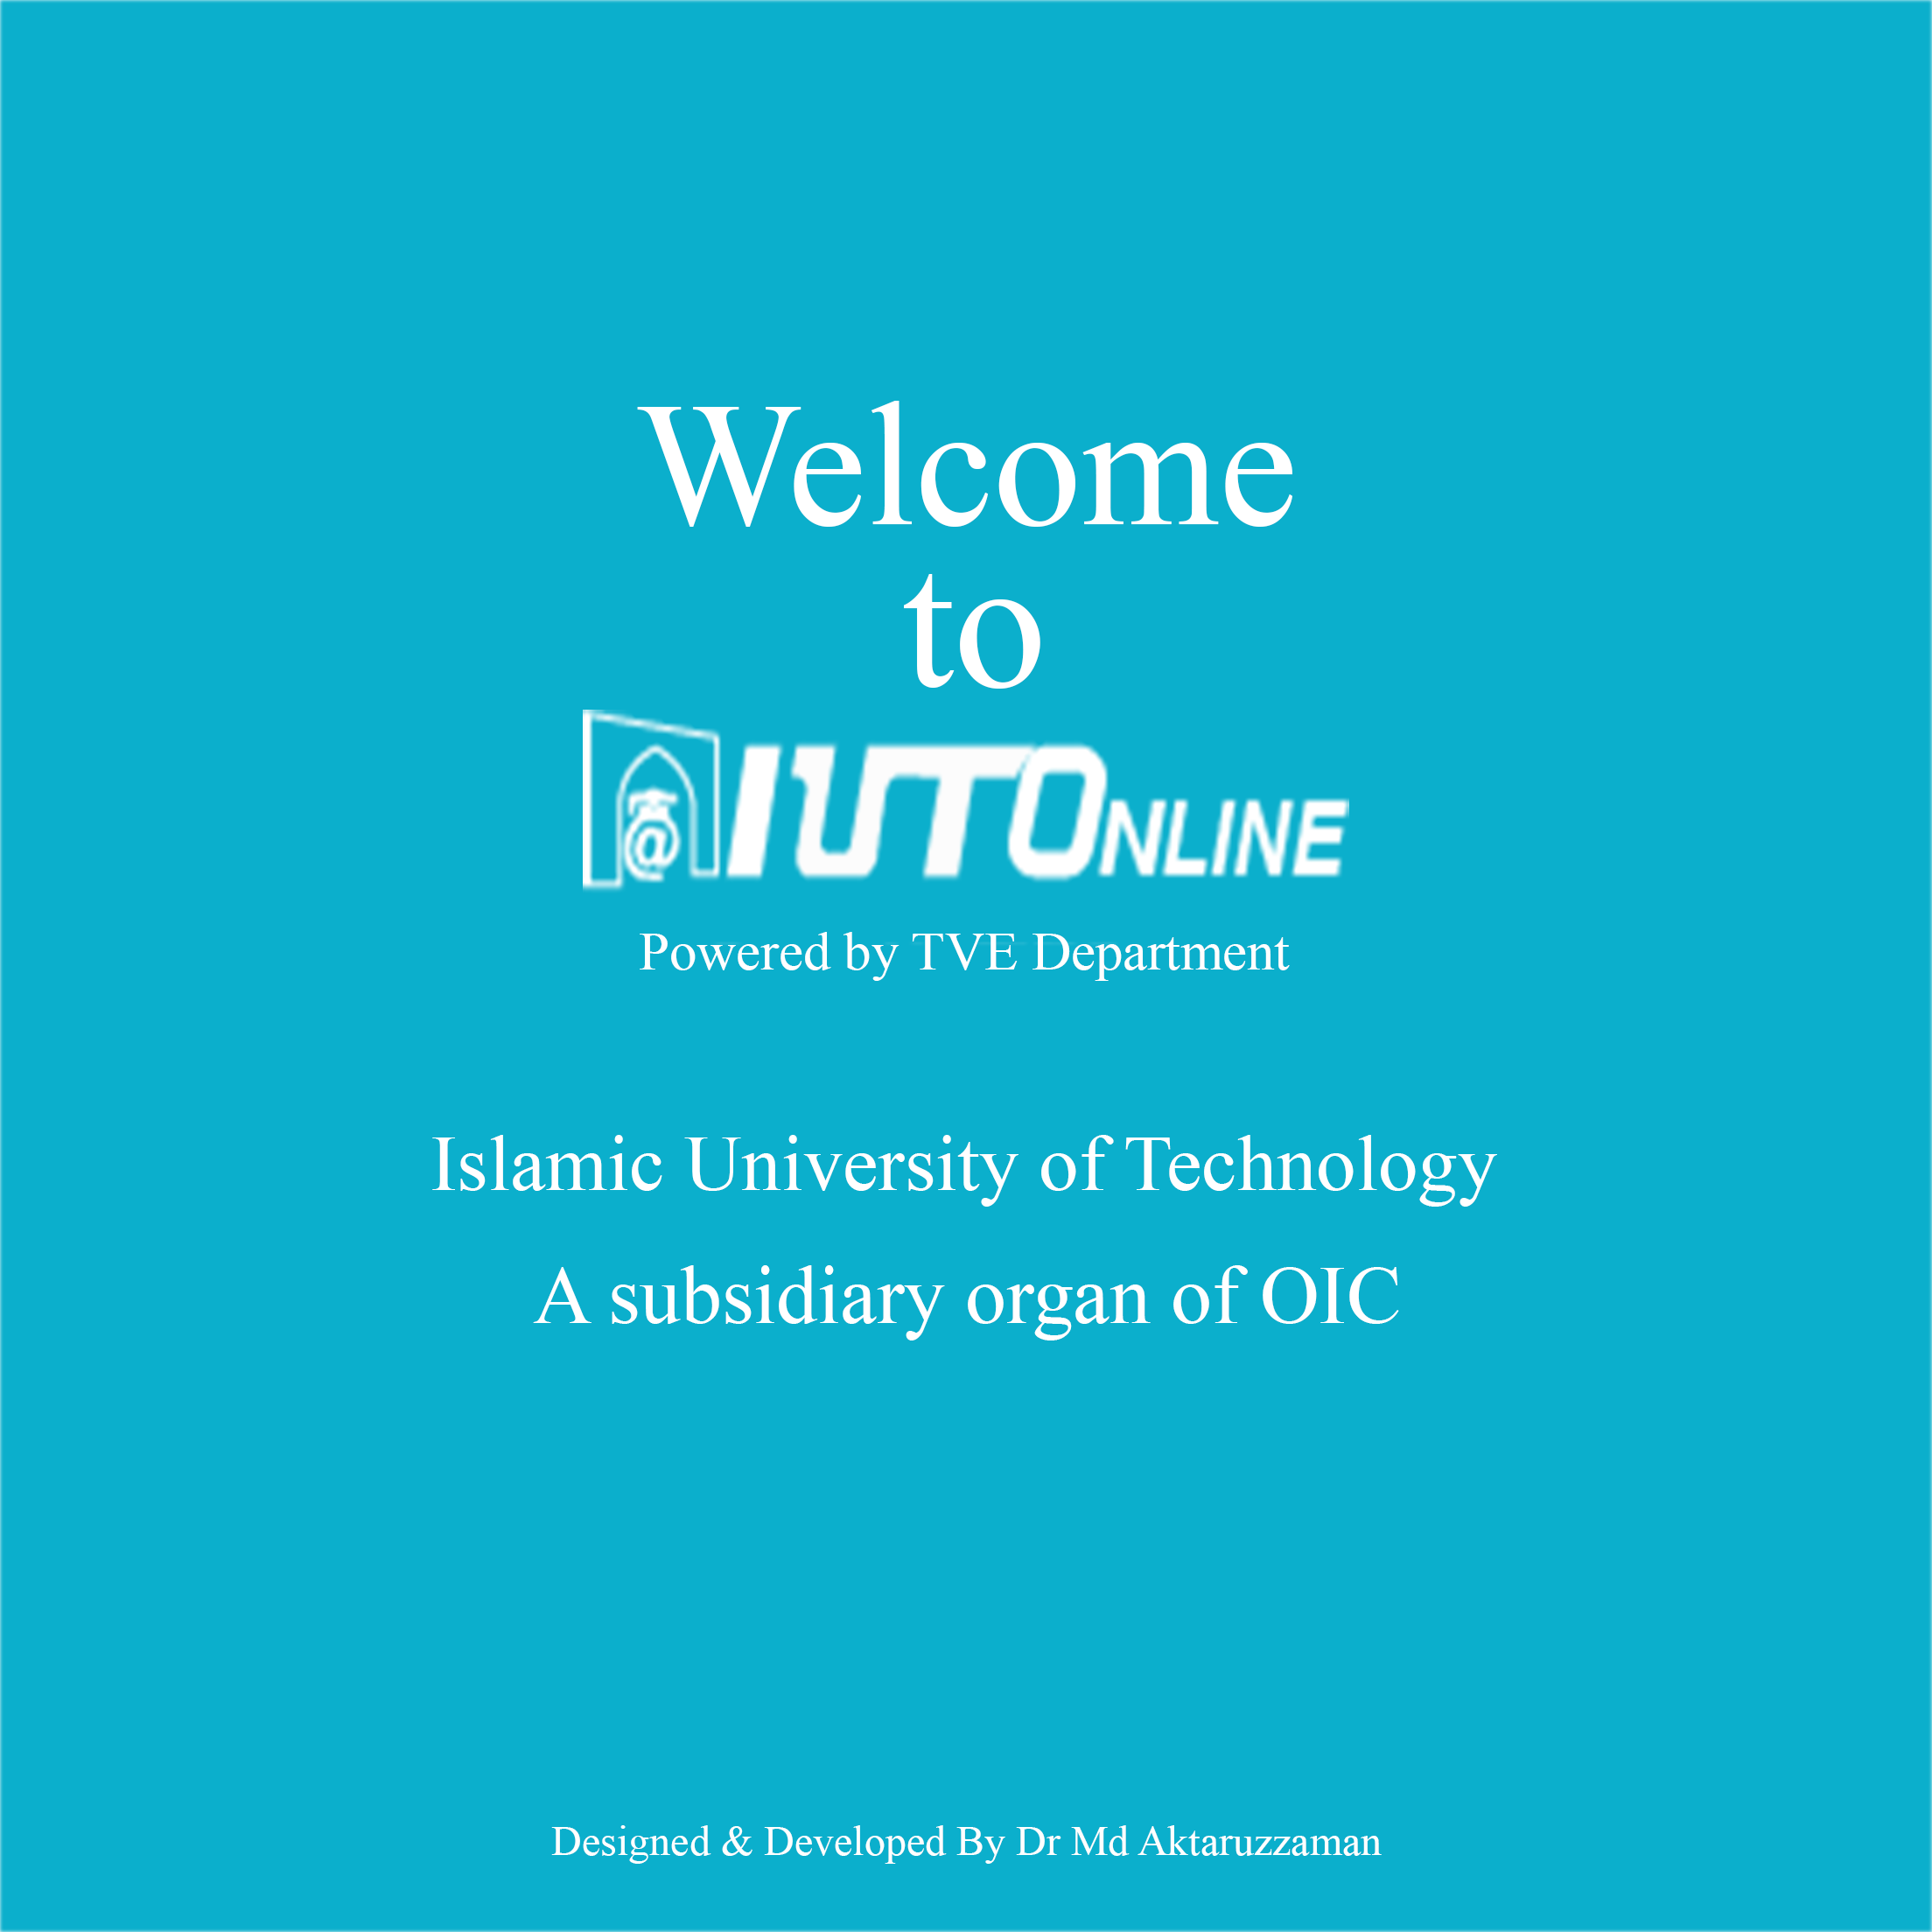 Welcome
to
@ IUTONLINE
Powered by TVE Department
Islamic University of Technology
A subsidiary organ of OIC
Designed & Developed By Dr Md Aktaruzzaman